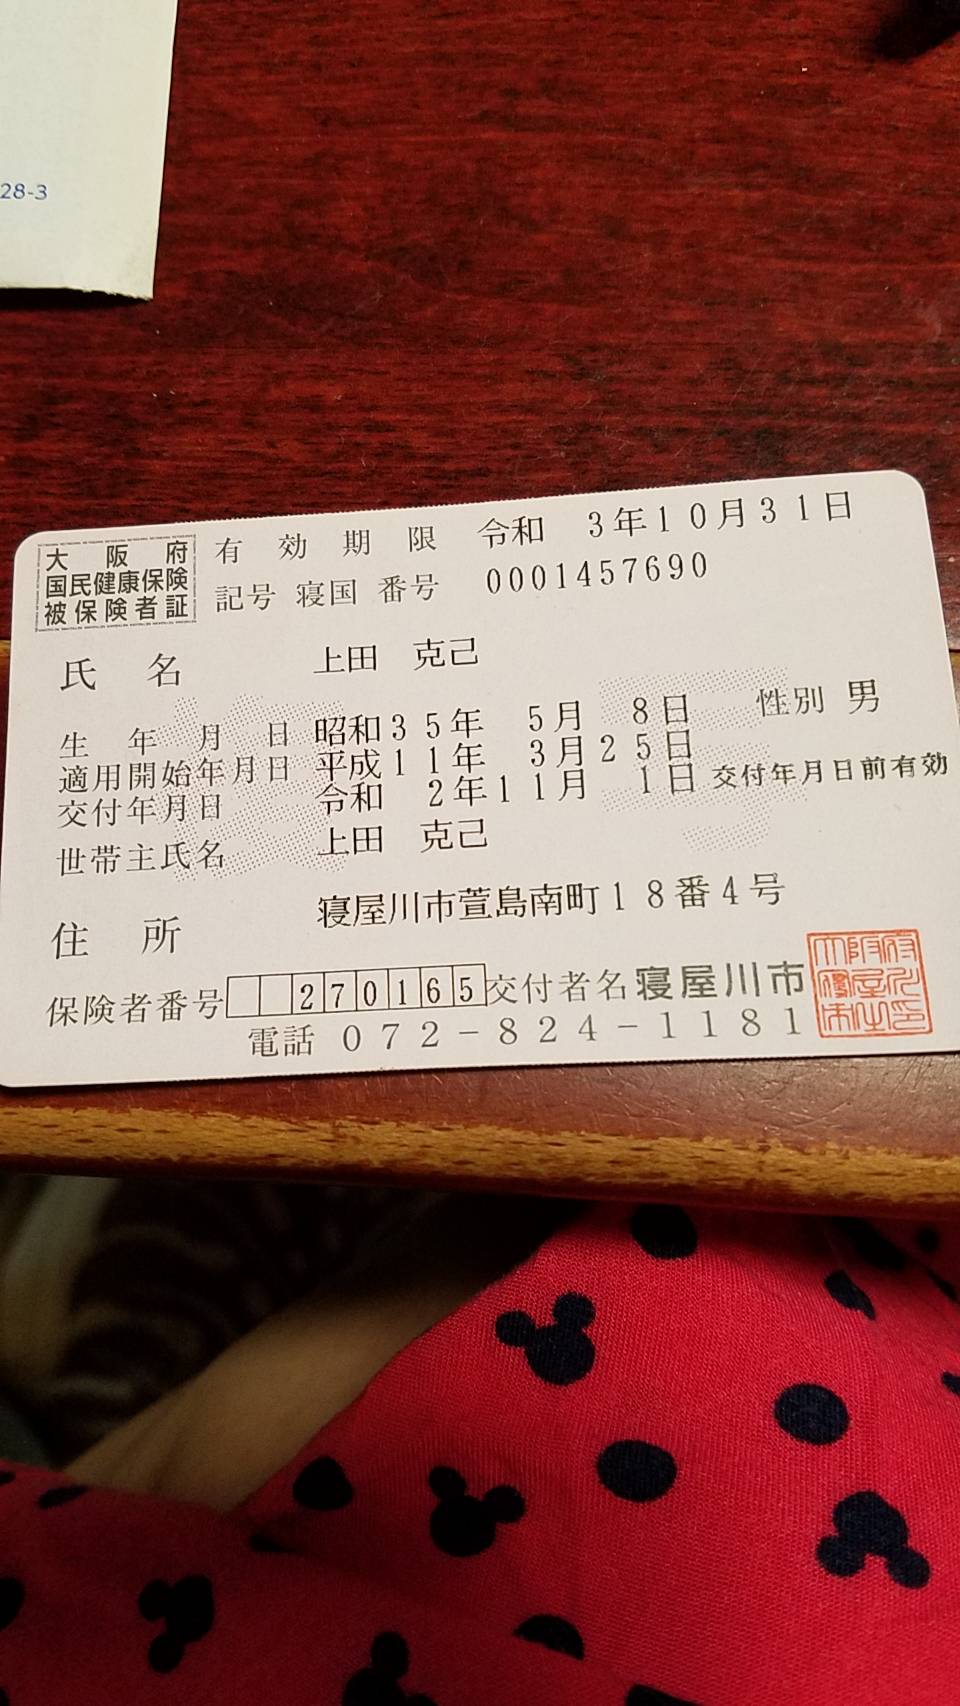 28-3
大阪府
国民健康保険
被保険者証
有効期限 令和 3年10月31日
記号 寝国 番号 0001457690
氏名 上田 克己
生年月日 昭和35年 5月 8日 性別 男
適用開始年月日 平成11年 3月25日
交付年月日 令和 2年11月 1日 交付年月日前有効
世帯主氏名 上田 克己
住所 寝屋川市萱島南町18番4号
保険者番号 270165 交付者名 寝屋川市
電話 072-824-1181